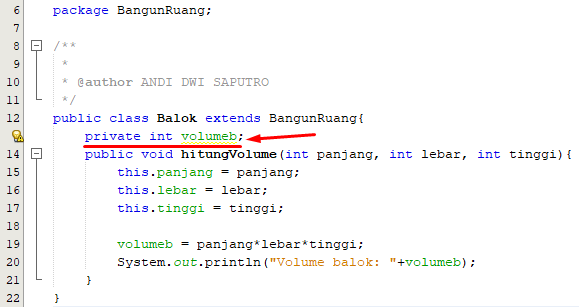 6 package BangunRuang;
7
8 /**
9 *
10 * @author ANDI DWI SAPUTRO
11 */
12 public class Balok extends BangunRuang{
private int volumeb;
14 public void hitungVolume(int panjang, int lebar, int tinggi){
15 this.panjang = panjang;
16 this.lebar = lebar;
17 this.tinggi = tinggi;
18
19 volumeb = panjang*lebar*tinggi;
20 System.out.println("Volume balok: "+volumeb);
21 }
22 }